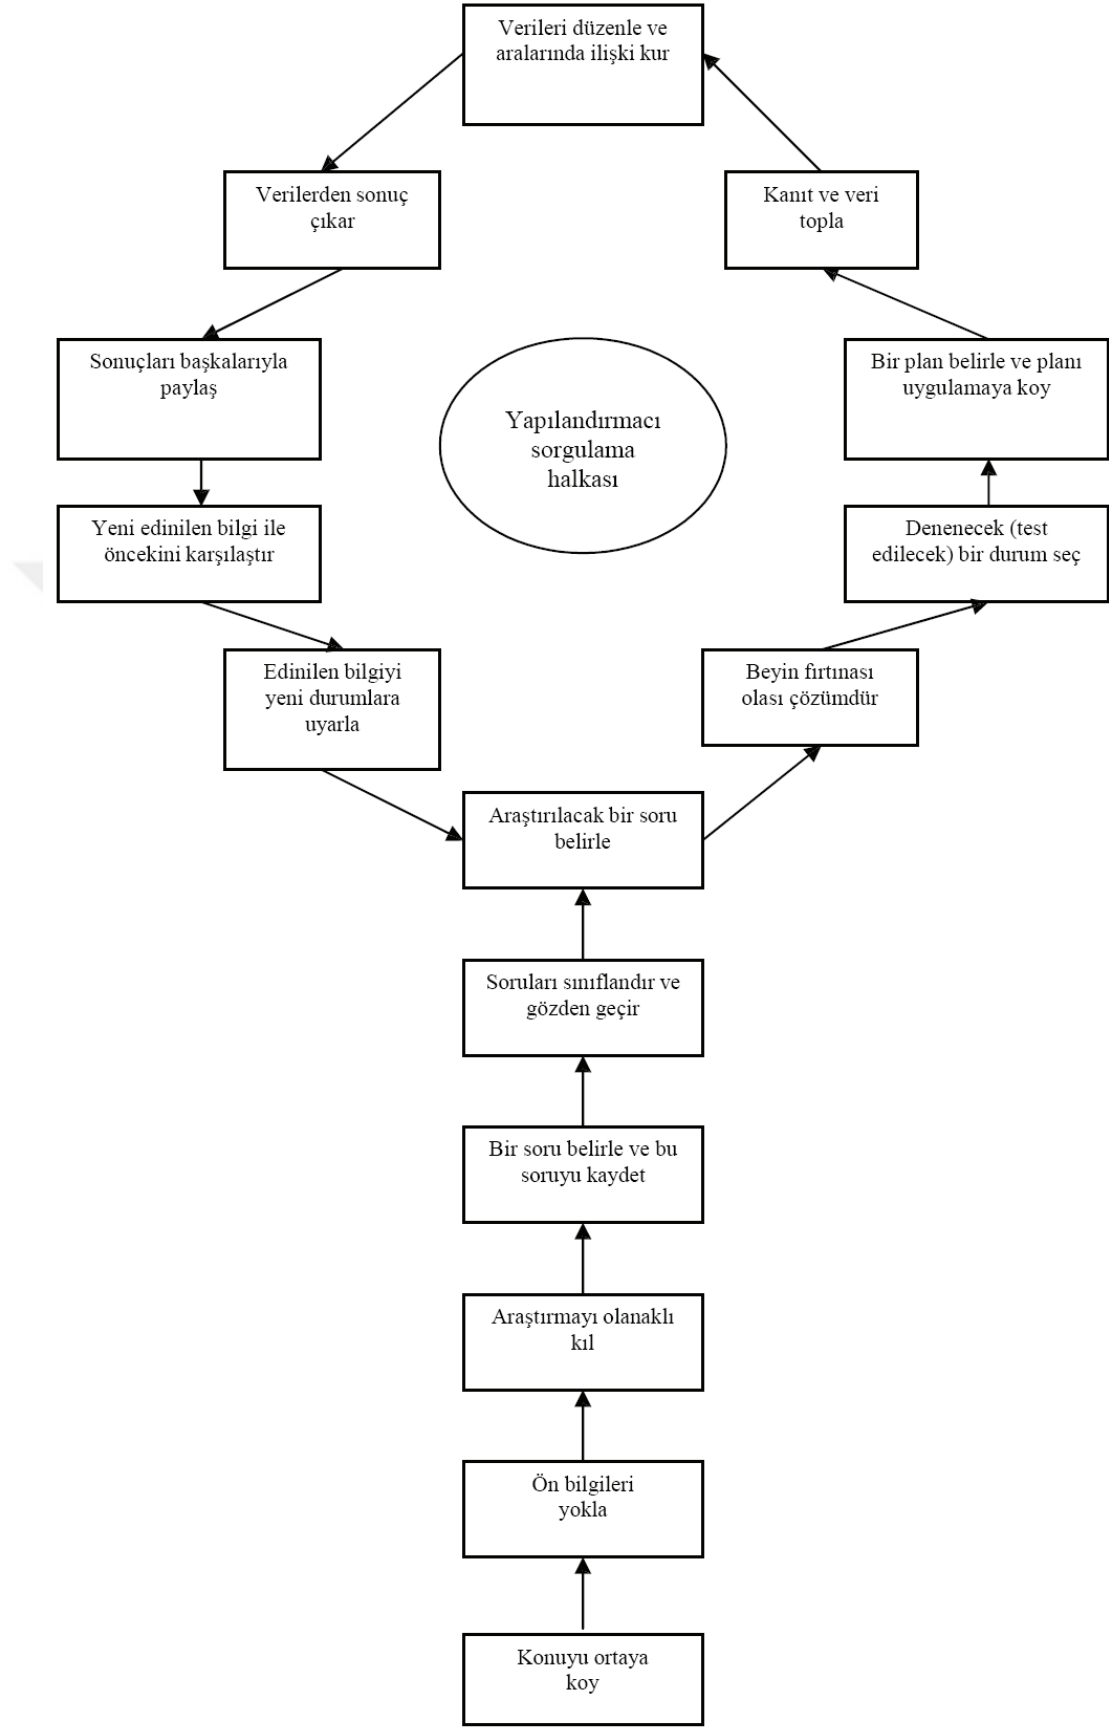 Verileri düzenle ve
aralarında ilişki kur
Verilerden sonuç
çıkar
Kanıt ve veri
topla
Sonuçları başkalarıyla
paylaş
Yapılandırmacı
sorgulama
halkası
Bir plan belirle ve planı
uygulamaya koy
Yeni edinilen bilgi ile
öncekini karşılaştır
Denenecek (test
edilecek) bir durum seç
Edinilen bilgiyi
yeni durumlara
uyarla
Beyin fırtınası
olası çözümdür
Araştırılacak bir soru
belirle
Soruları sınıflandır ve
gözden geçir
Bir soru belirle ve bu
soruyu kaydet
Araştırmayı olanaklı
kıl
Ön bilgileri
yokla
Konuyu ortaya
koy